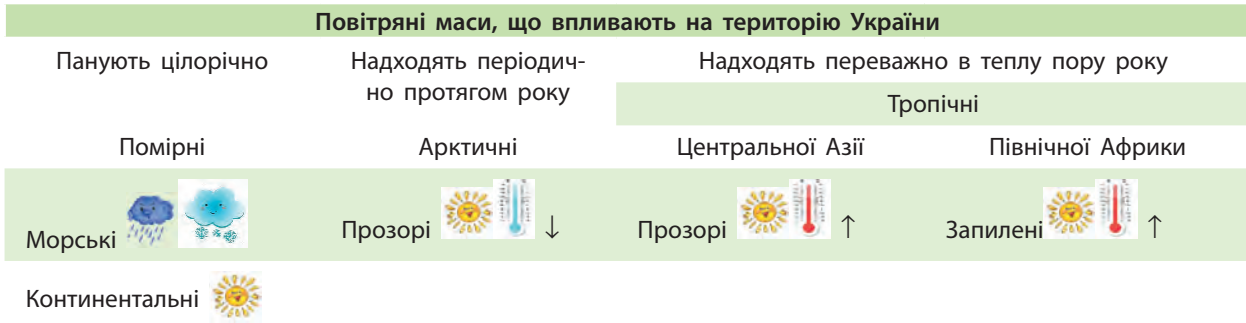 Повітряні маси, що впливають на територію України
Панують цілорічно
Надходять періодич-
но протягом року
Надходять переважно в теплу пору року
Тропічні
Помірні
Арктичні
Центральної Азії
Північної Африки
Морські
Прозорі ↓
Прозорі ↑
Запилені ↑
Континентальні